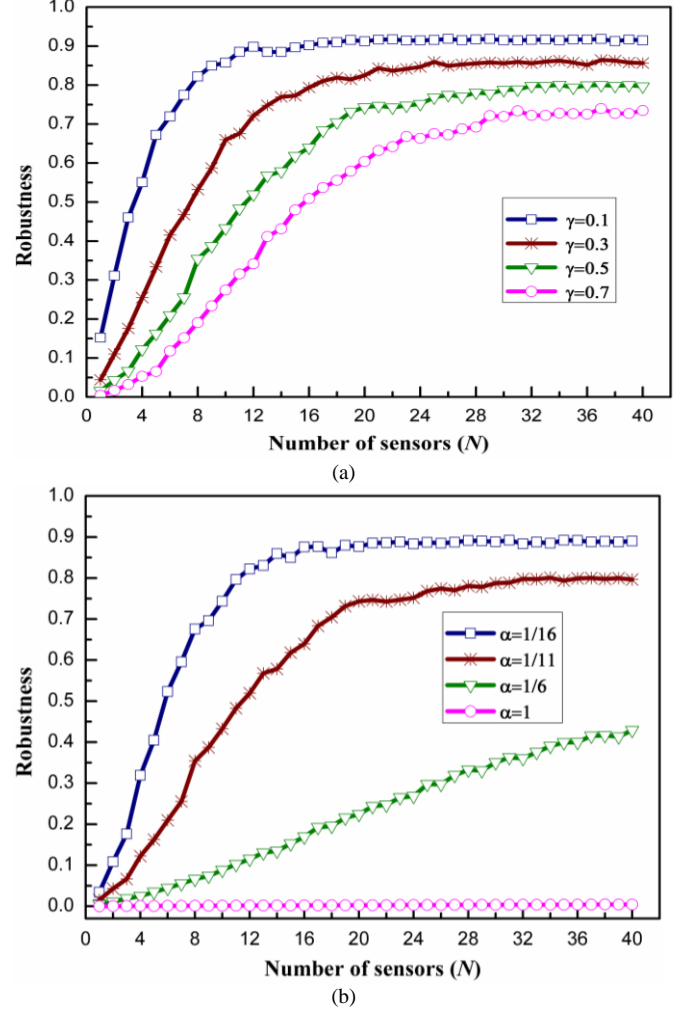 1.0
0.9
0.8
0.7
0.6
0.5
0.4
0.3
0.2
0.1
0.0
Robustness
γ=0.1
γ=0.3
γ=0.5
γ=0.7
0 4 8 12 16 20 24 28 32 36 40
Number of sensors (N)
(a)
1.0
0.9
0.8
0.7
0.6
0.5
0.4
0.3
0.2
0.1
0.0
Robustness
α=1/16
α=1/11
α=1/6
α=1
0 4 8 12 16 20 24 28 32 36 40
Number of sensors (N)
(b)